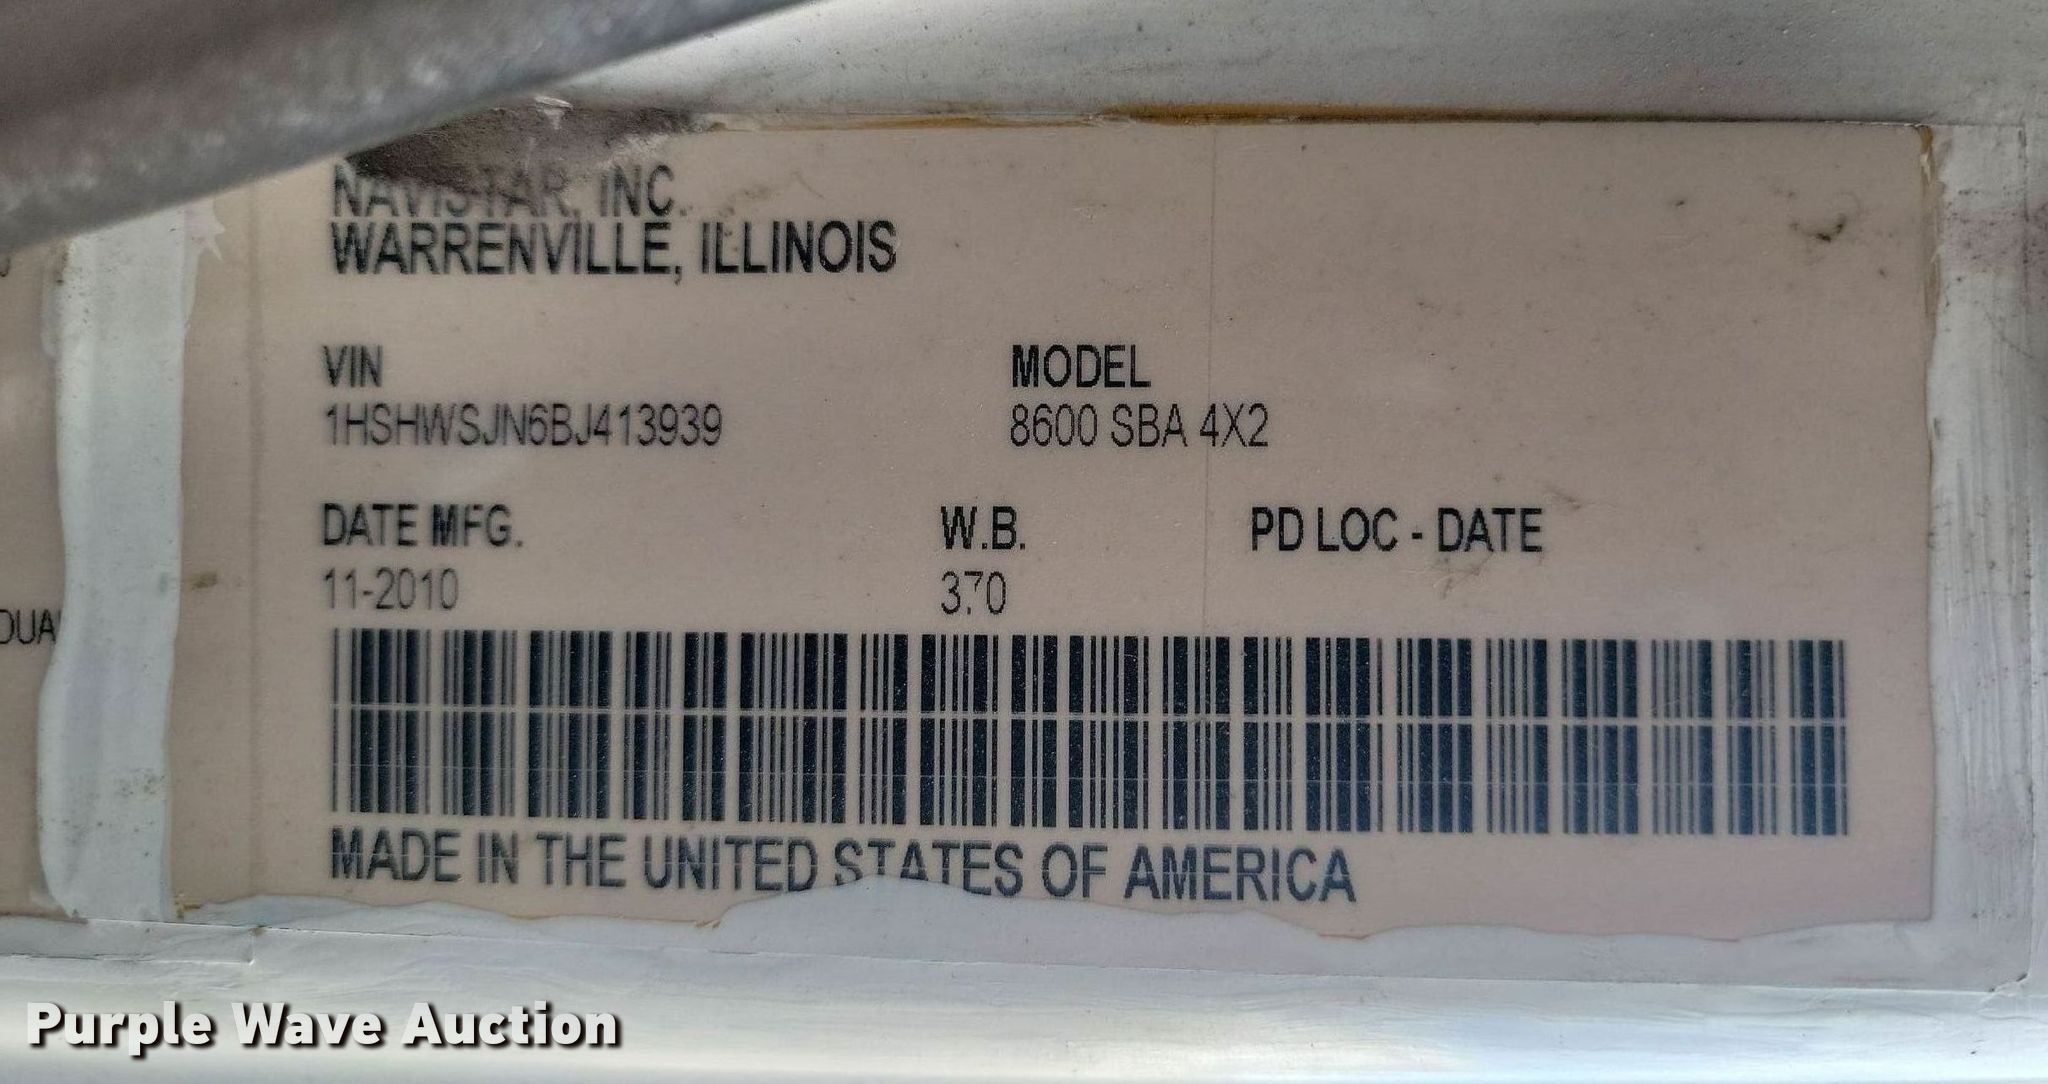 NAVISTAR, INC.
WARRENVILLE, ILLINOIS
VIN MODEL
1HSHWSJN6BJ413939 8600 SBA 4X2
DATE MFG. W.B. PD LOC - DATE
11-2010 370
MADE IN THE UNITED STATES OF AMERICA
Purple Wave Auction